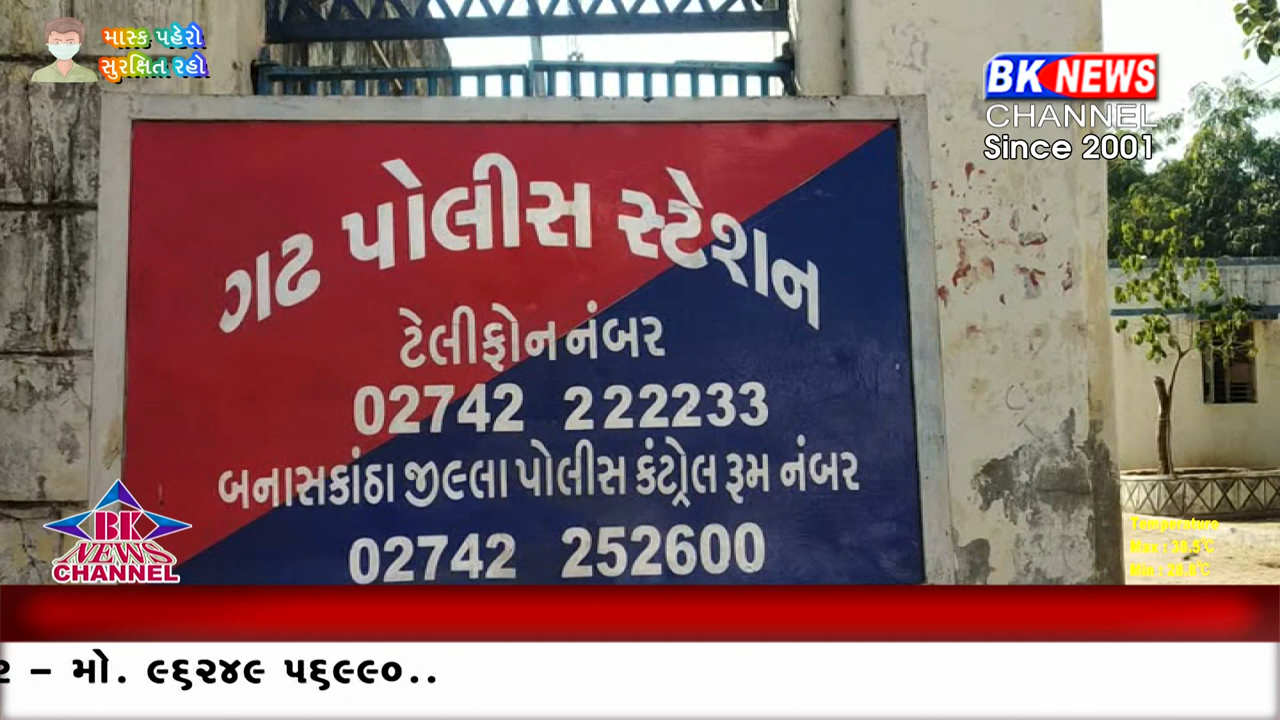 માસ્ક પહેરો
સુરક્ષિત રહો
BK NEWS
CHANNEL
Since 2001
ગઢ પોલીસ સ્ટેશન
ટેલીફોન નંબર
02742 222233
બનાસકાંઠા જીલ્લા પોલીસ કંટ્રોલ રૂમ નંબર
02742 252600
BK
NEWS
CHANNEL
Temperature
– મો. ૯૬૨૪૯ ૫૬૯૯૦..